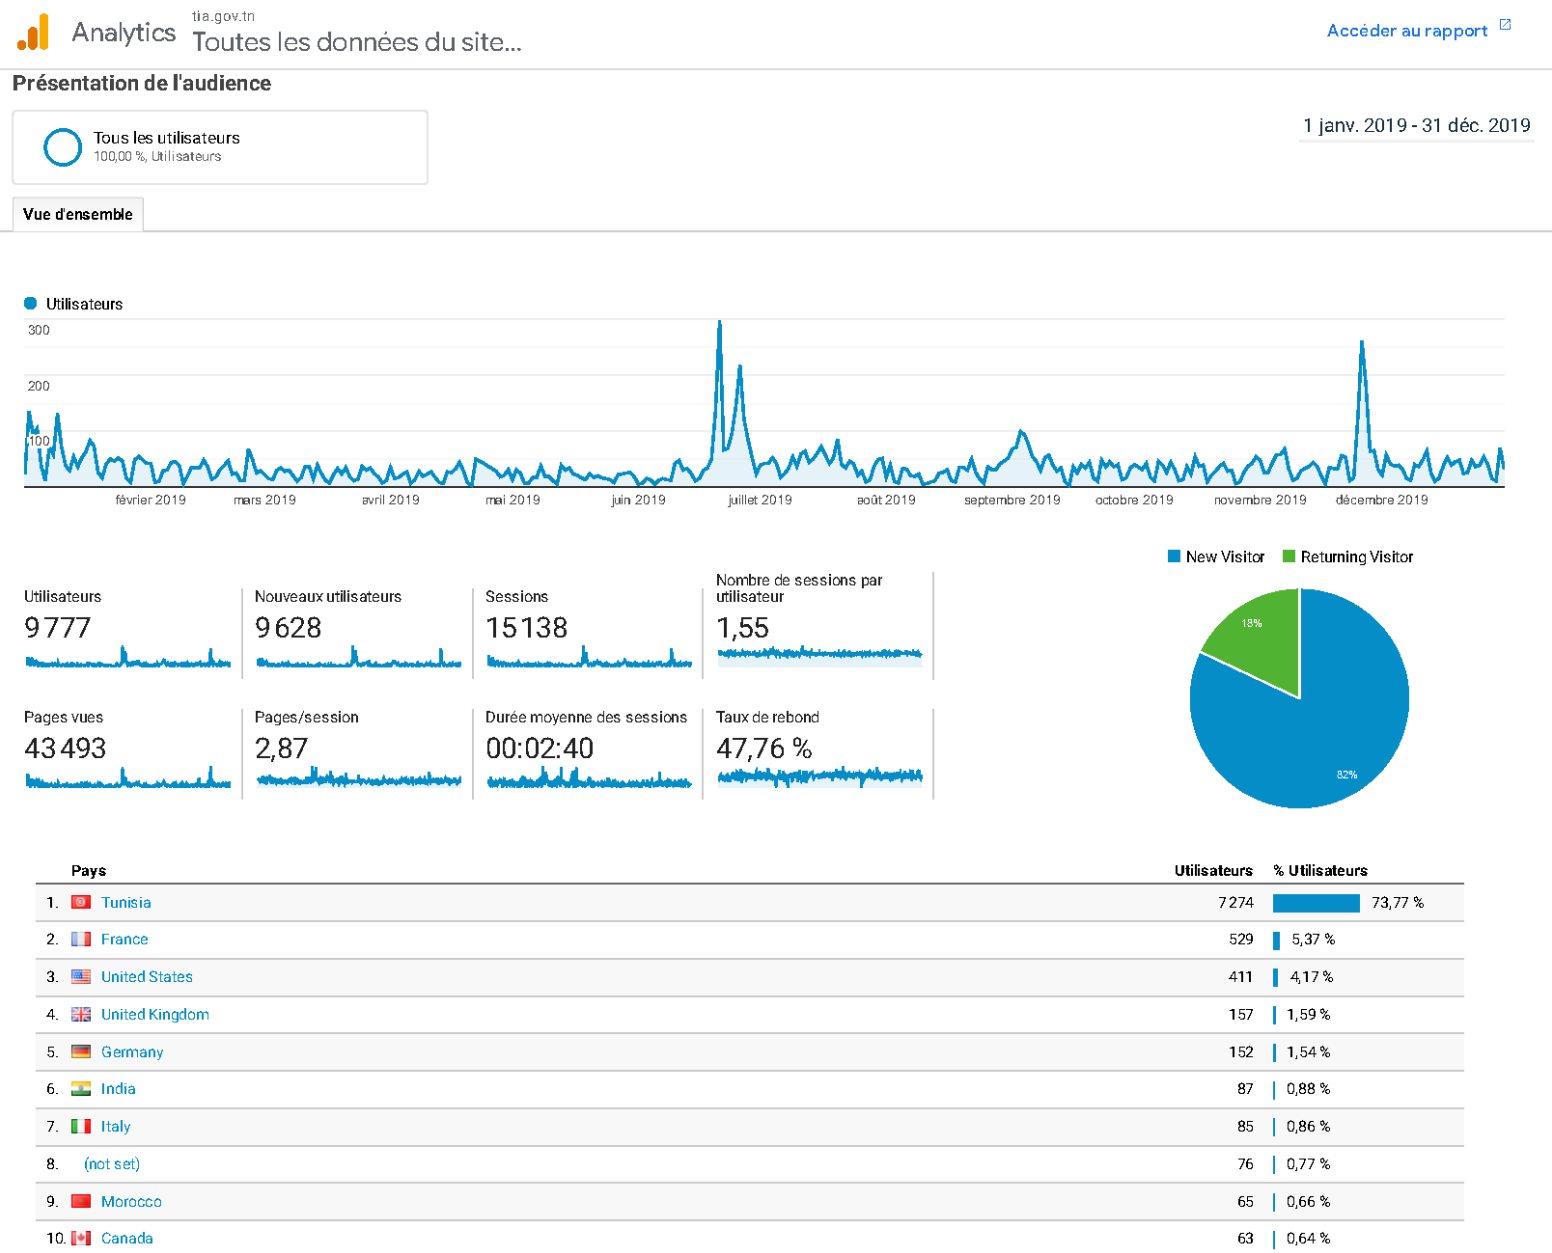 tia.gov.tn
Analytics
Toutes les données du site...
Accéder au rapport
Présentation de l'audience
Tous les utilisateurs
100,00 %, Utilisateurs
1 janv. 2019 - 31 déc. 2019
Vue d'ensemble
Utilisateurs
300
200
100
février 2019 mars 2019 avril 2019 mai 2019 juin 2019 juillet 2019 août 2019 septembre 2019 octobre 2019 novembre 2019 décembre 2019
New Visitor Returning Visitor
Utilisateurs
9 777
Nouveaux utilisateurs
9 628
Sessions
15 138
Nombre de sessions par
utilisateur
1,55
Pages vues
43 493
Pages/session
2,87
Durée moyenne des sessions
00:02:40
Taux de rebond
47,76 %
18%
82%
Pays Utilisateurs % Utilisateurs
1. Tunisia 7 274 73,77 %
2. France 529 5,37 %
3. United States 411 4,17 %
4. United Kingdom 157 1,59 %
5. Germany 152 1,54 %
6. India 87 0,88 %
7. Italy 85 0,86 %
8. (not set) 76 0,77 %
9. Morocco 65 0,66 %
10. Canada 63 0,64 %